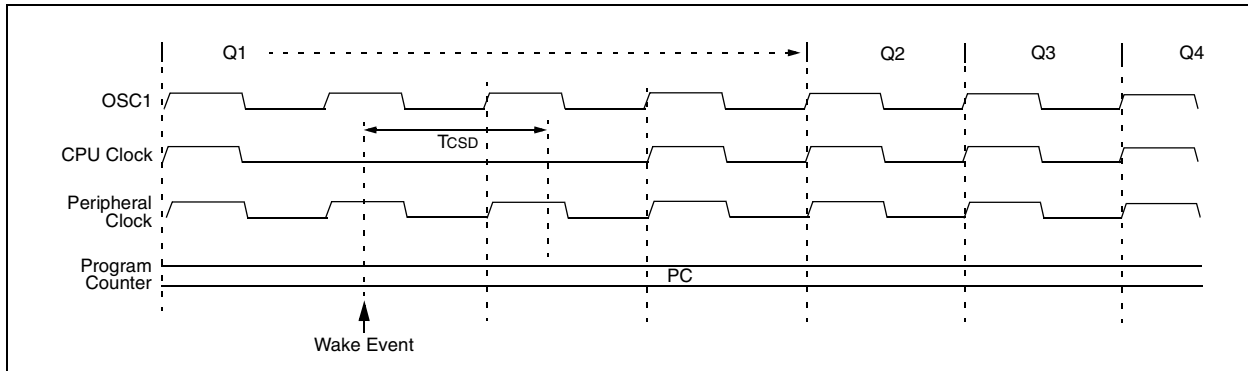 Q1
Q2
Q3
Q4
OSC1
TCSD
CPU Clock
Peripheral
Clock
Program
Counter
PC
Wake Event